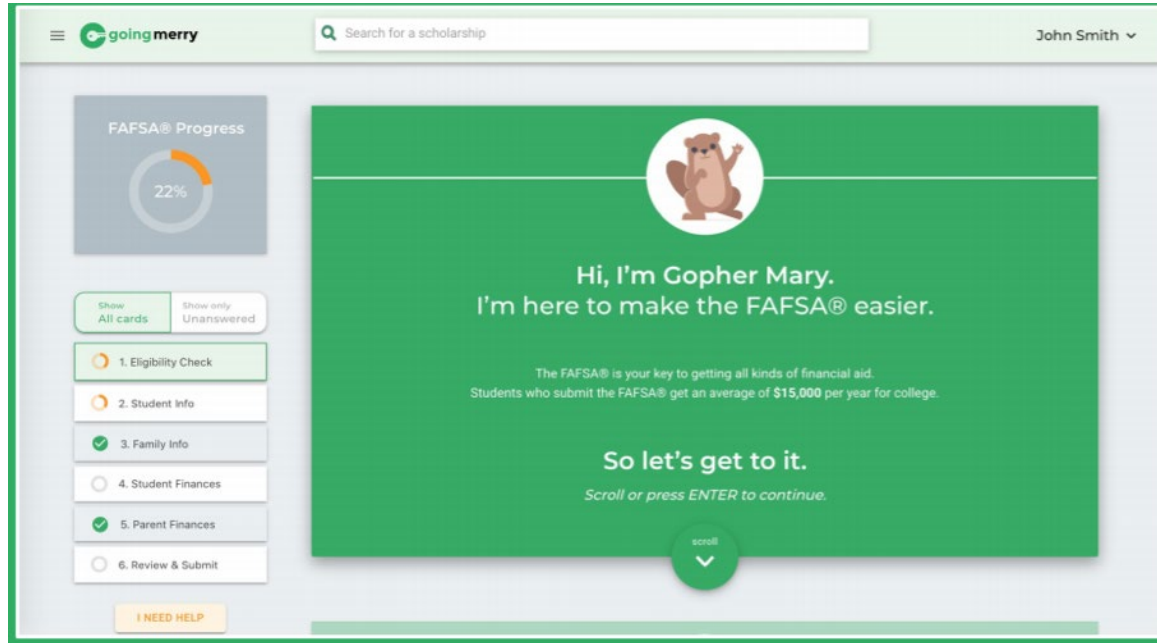 goingmerry
Search for a scholarship
John Smith
FAFSA® Progress
22%
Show
All cards
Show only
Unanswered
1. Eligibility Check
2. Student Info
3. Family Info
4. Student Finances
5. Parent Finances
6. Review & Submit
I NEED HELP
Hi, I'm Gopher Mary.
I'm here to make the FAFSA® easier.
The FAFSA® is your key to getting all kinds of financial aid.
Students who submit the FAFSA® get an average of $15,000 per year for college.
So let's get to it.
Scroll or press ENTER to continue.
scroll